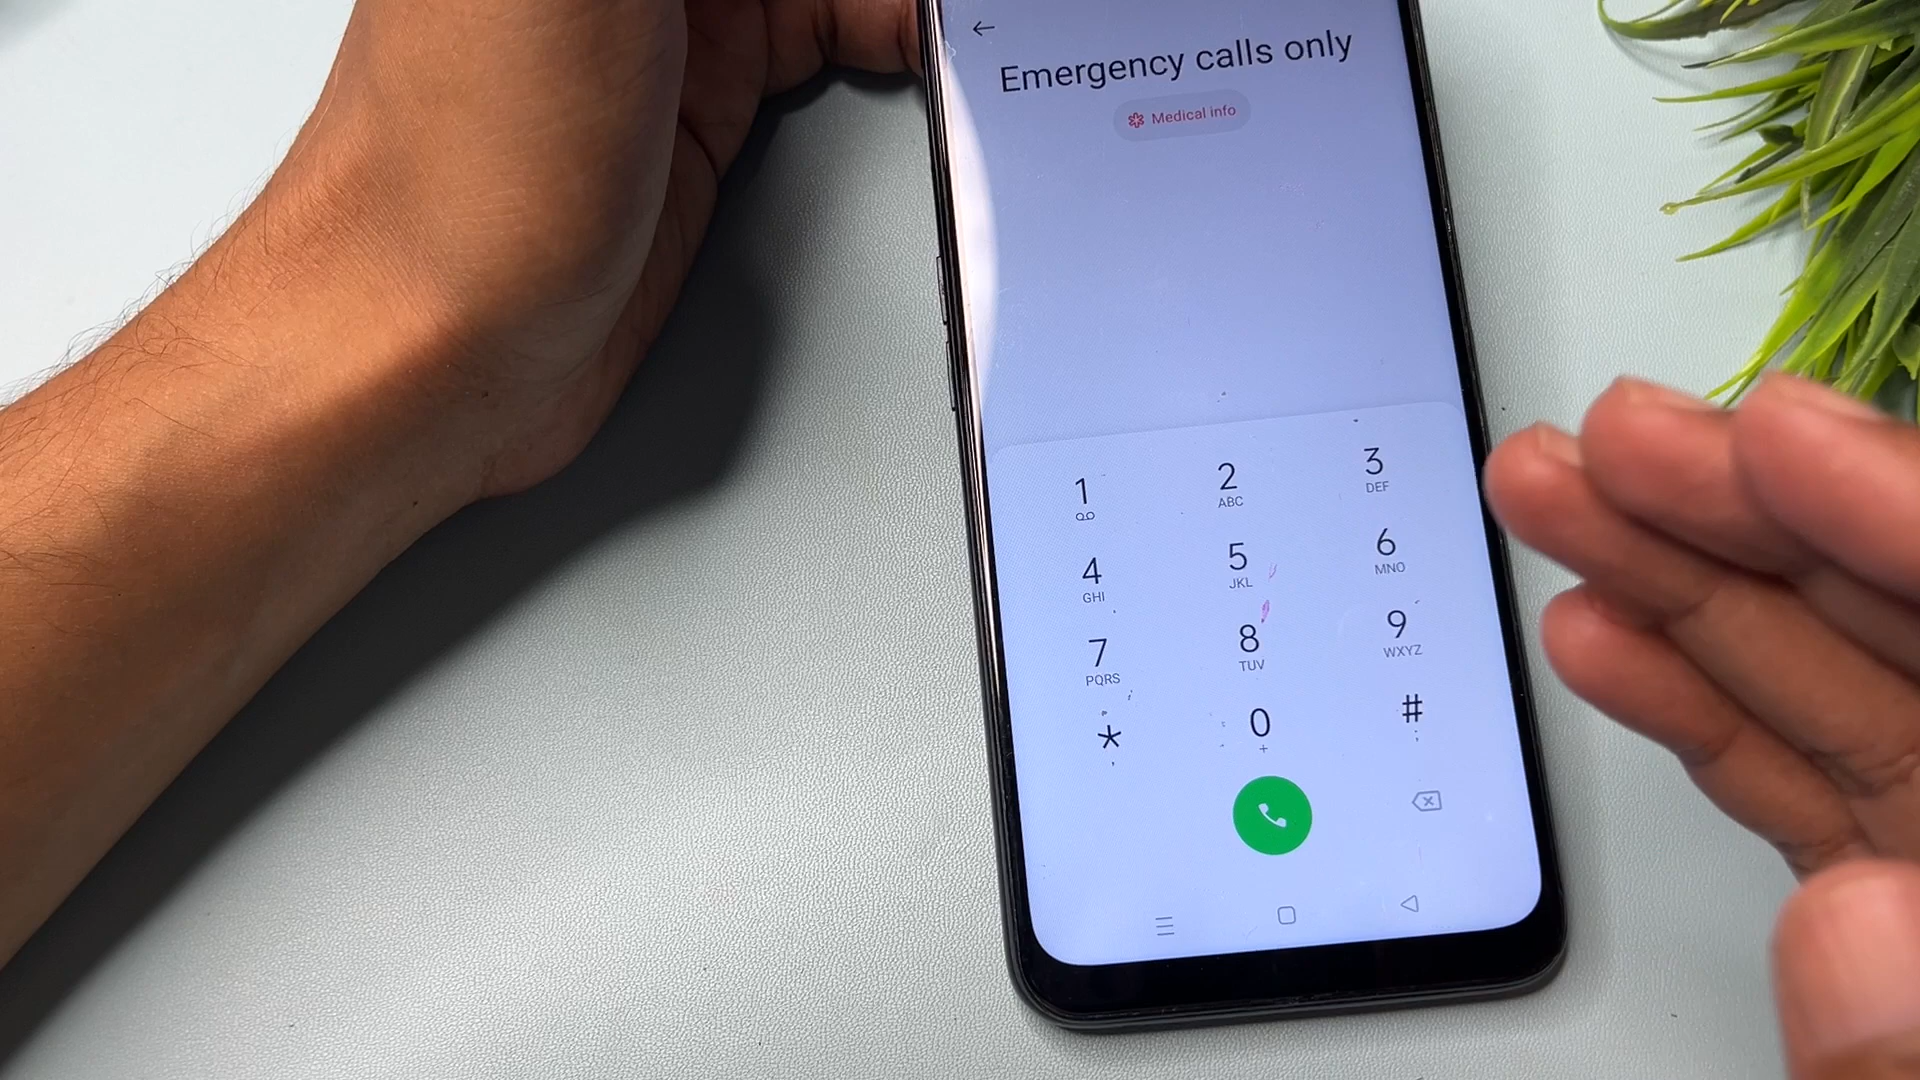 Emergency calls only
Medical info
1 2 ABC 3 DEF
4 GHI 5 JKL 6 MNO
7 PQRS 8 TUV 9 WXYZ
* , 0 + # ;